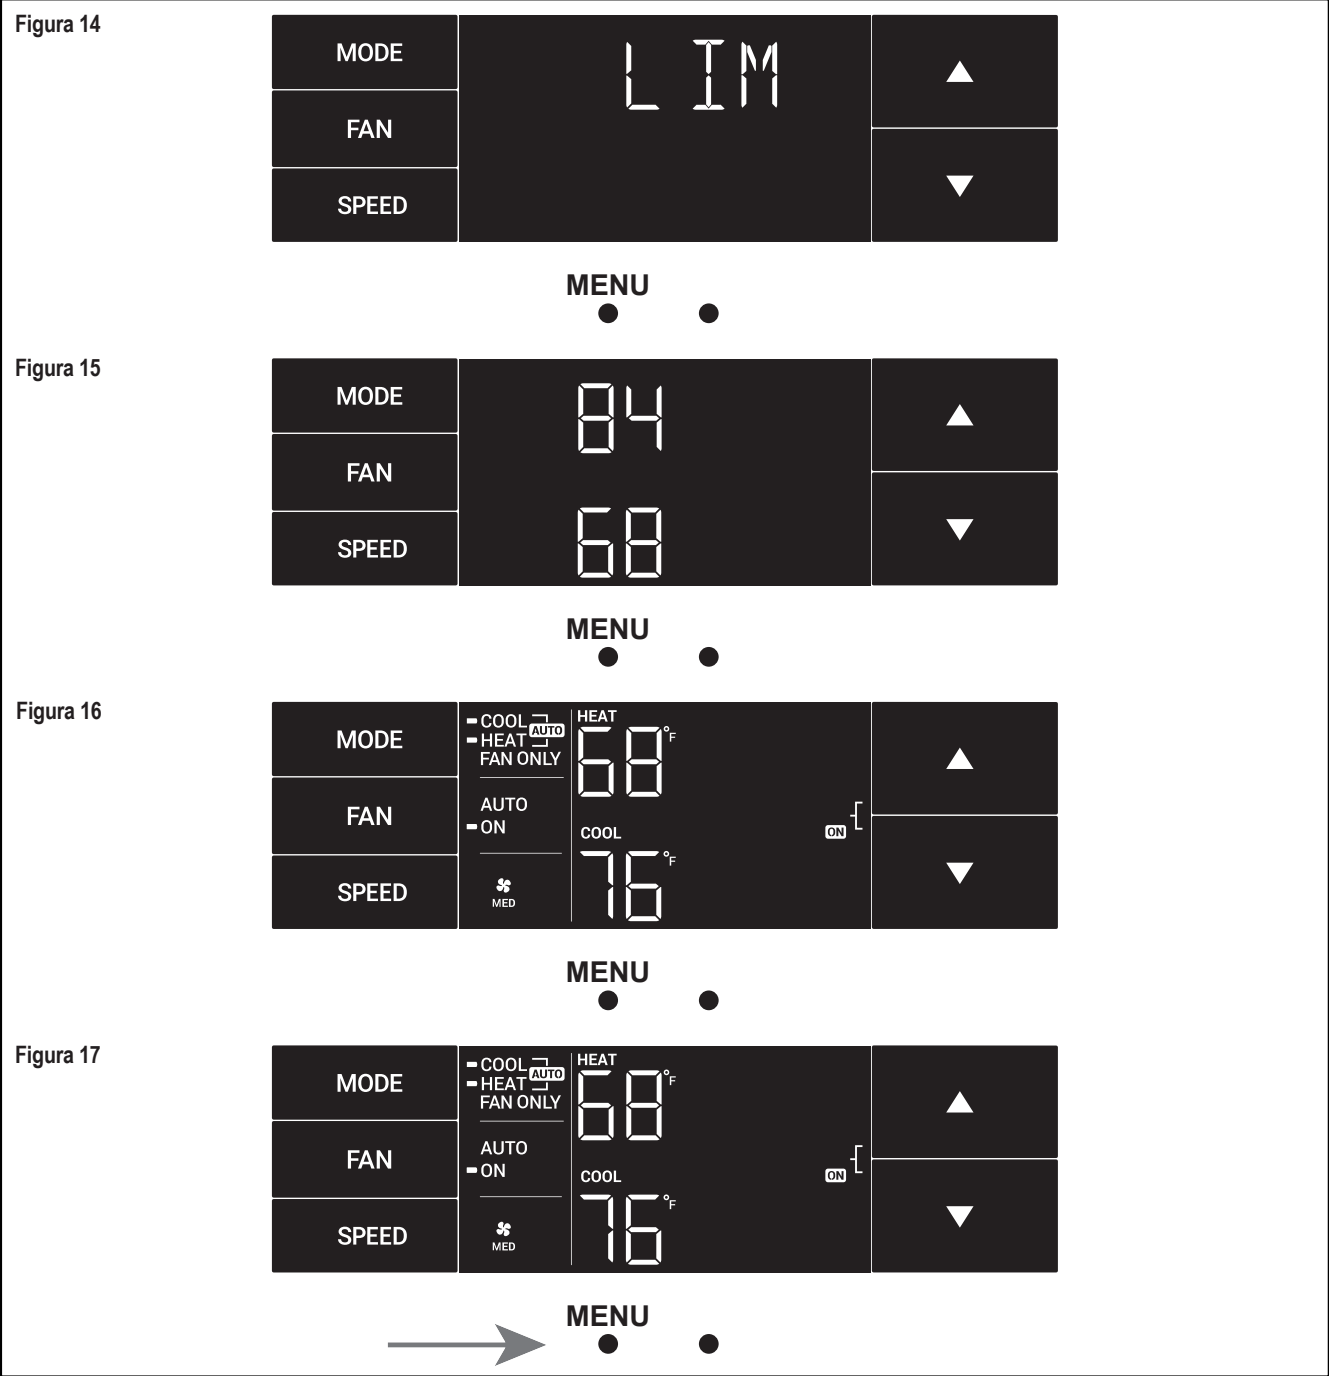 Figura 14
MODE
FAN
SPEED
LIM
MENU
Figura 15
MODE
FAN
SPEED
84
68
MENU
Figura 16
MODE
FAN
SPEED
COOL
AUTO
HEAT
FAN ONLY
AUTO
ON
MED
HEAT
68°F
COOL
76°F
ON
MENU
Figura 17
MODE
FAN
SPEED
COOL
AUTO
HEAT
FAN ONLY
AUTO
ON
MED
HEAT
68°F
COOL
76°F
ON
MENU